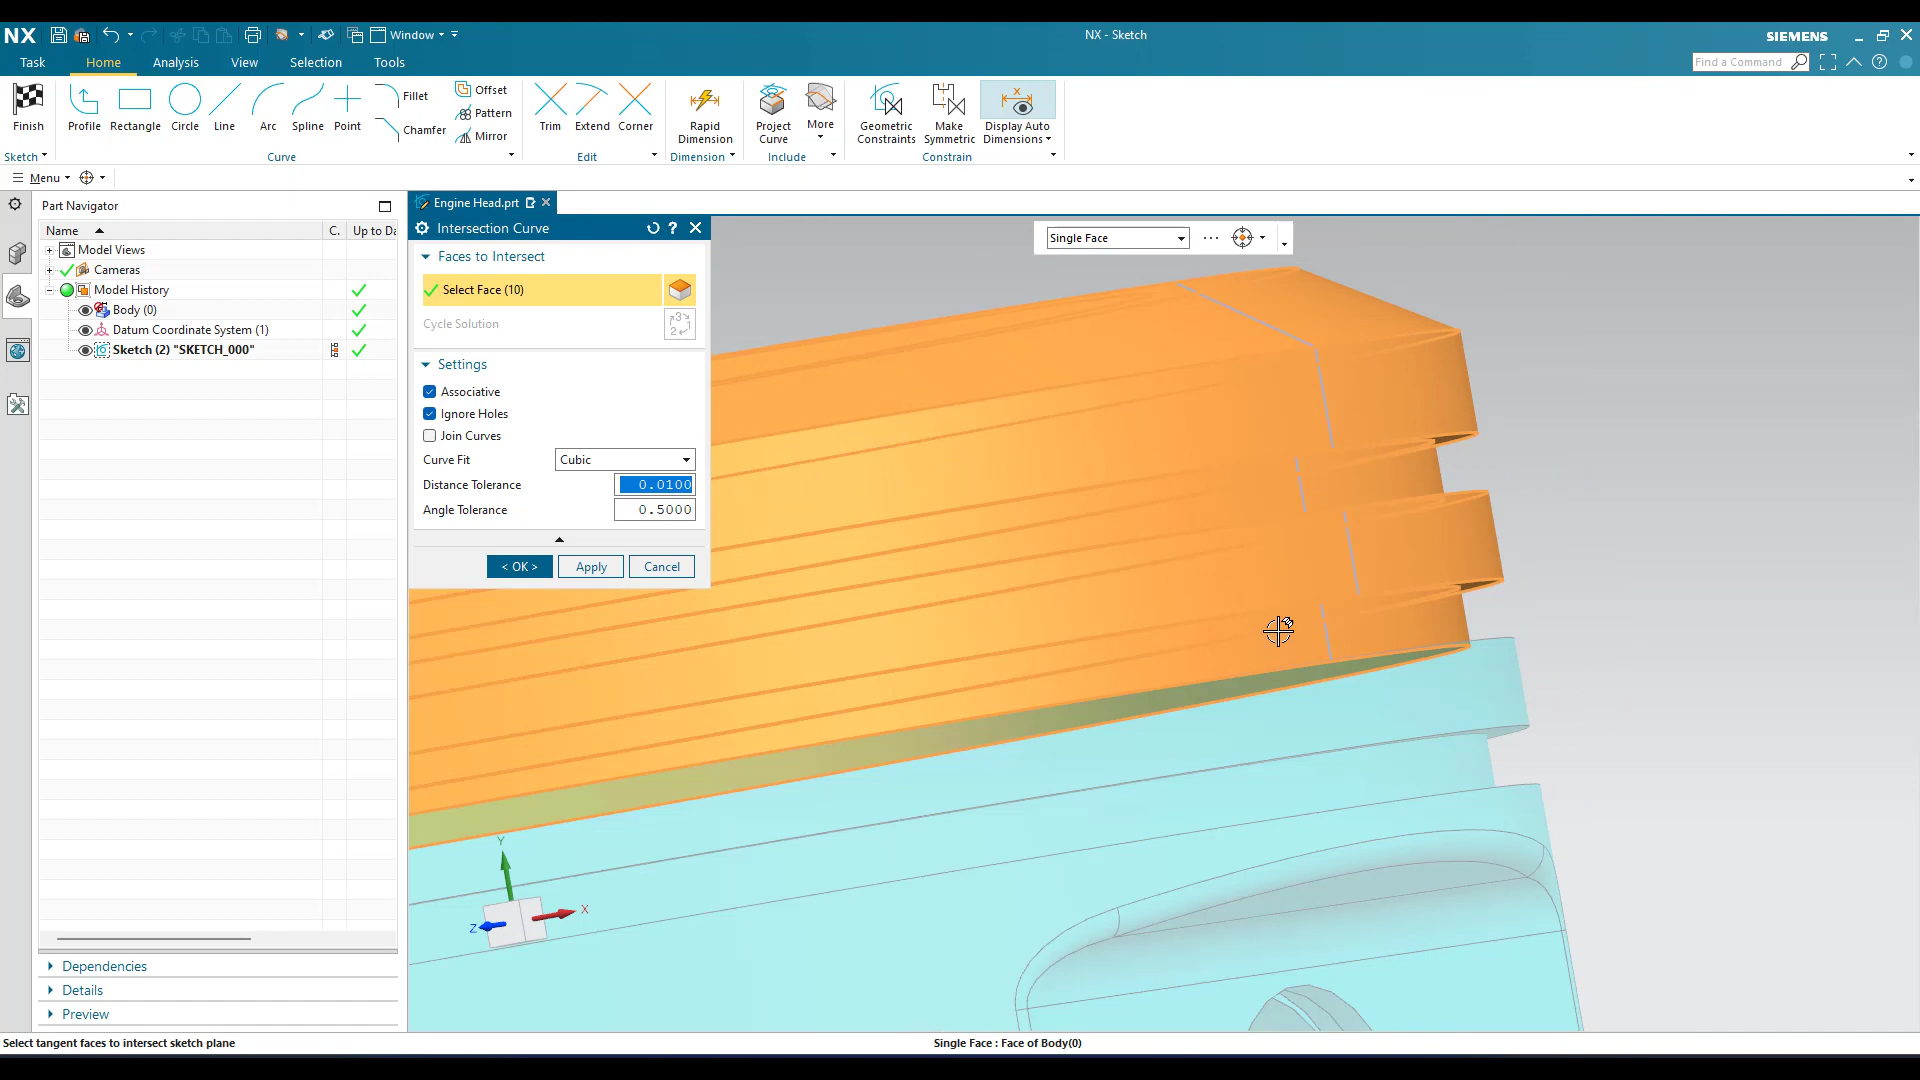 NX
Window
NX - Sketch
SIEMENS
Task
Home
Analysis
View
Selection
Tools
Find a Command
Finish
Profile
Rectangle
Circle
Line
Arc
Spline
Point
Fillet
Chamfer
Offset
Pattern
Mirror
Trim
Extend
Corner
Rapid
Dimension
Project
Curve
More
Geometric
Constraints
Make
Symmetric
Display Auto
Dimensions
Sketch
Curve
Edit
Dimension
Include
Constrain
Menu
Part Navigator
Name
C.
Up to Da
Model Views
Cameras
Model History
Body (0)
Datum Coordinate System (1)
Sketch (2) "SKETCH_000"
Dependencies
Details
Preview
Engine Head.prt
Intersection Curve
Faces to Intersect
Select Face (10)
Cycle Solution
Settings
Associative
Ignore Holes
Join Curves
Curve Fit
Cubic
Distance Tolerance
0.0100
Angle Tolerance
0.5000
< OK >
Apply
Cancel
Single Face
Y
X
Z
Select tangent faces to intersect sketch plane
Single Face : Face of Body(0)